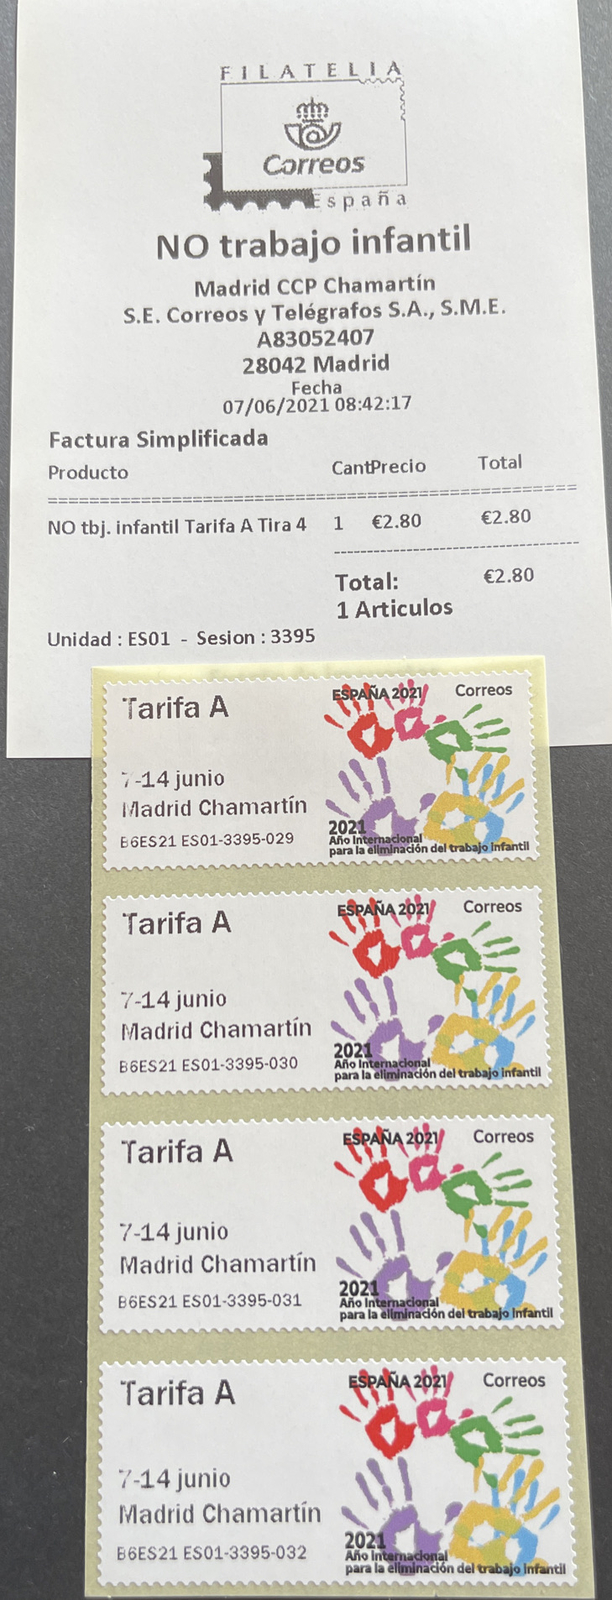 FILATELIA
Correos
España
NO trabajo infantil
Madrid CCP Chamartín
S.E. Correos y Telégrafos S.A., S.M.E.
A83052407
28042 Madrid
Fecha
07/06/2021 08:42:17
Factura Simplificada
Producto CantPrecio Total
================================================
NO tbj. infantil Tarifa A Tira 4 1 €2.80 €2.80
------------------------------
Total: €2.80
1 Articulos
Unidad : ES01 - Sesion : 3395
Tarifa A
ESPAÑA 2021 Correos
7-14 junio
Madrid Chamartín
B6ES21 ES01-3395-029
2021
Año Internacional
para la eliminación del trabajo infantil
Tarifa A
ESPAÑA 2021 Correos
7-14 junio
Madrid Chamartín
B6ES21 ES01-3395-030
2021
Año Internacional
para la eliminación del trabajo infantil
Tarifa A
ESPAÑA 2021 Correos
7-14 junio
Madrid Chamartín
B6ES21 ES01-3395-031
2021
Año Internacional
para la eliminación del trabajo infantil
Tarifa A
ESPAÑA 2021 Correos
7-14 junio
Madrid Chamartín
B6ES21 ES01-3395-032
2021
Año Internacional
para la eliminación del trabajo infantil